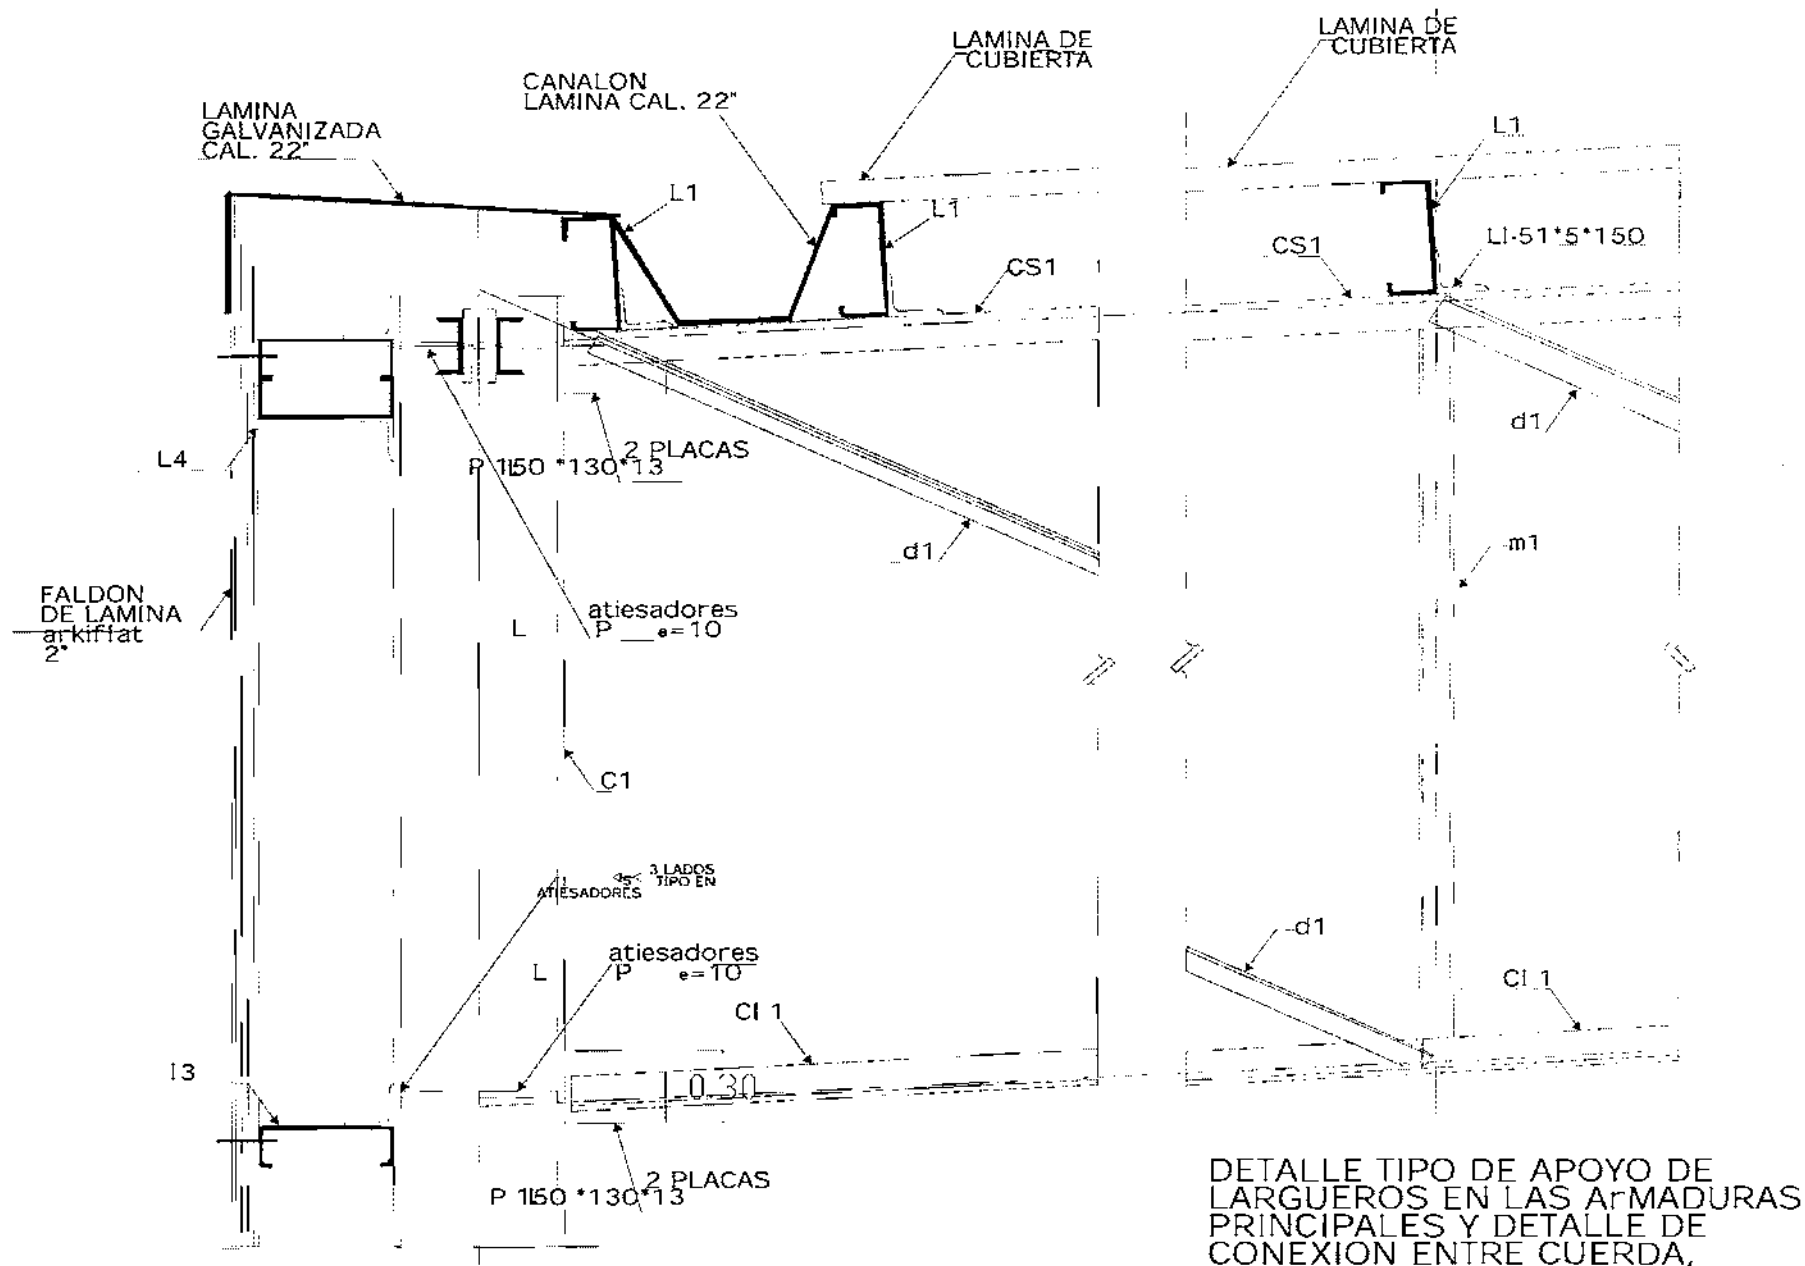 LAMINA DE
CUBIERTA
LAMINA DE
CUBIERTA
CANALON
LAMINA CAL. 22"
LAMINA
GALVANIZADA
CAL. 22"
L1
L1
L1
CS1
CS1
LI-51*5*150
L4
2 PLACAS
P 150 *130*13
L
d1
d1
m1
FALDON
DE LAMINA
arkiflat
2"
atiesadores
P e=10
L
C1
3 LADOS
TIPO EN
ATIESADORES
atiesadores
P e=10
L
d1
CI 1
CI 1
13
0.30
2 PLACAS
P 150 *130*13
DETALLE TIPO DE APOYO DE
LARGUEROS EN LAS ArMADURAS
PRINCIPALES Y DETALLE DE
CONEXION ENTRE CUERDA,